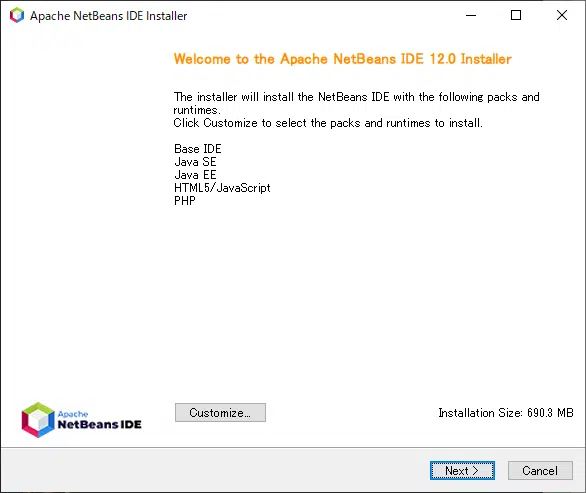 Apache NetBeans IDE Installer
Welcome to the Apache NetBeans IDE 12.0 Installer
The installer will install the NetBeans IDE with the following packs and
runtimes.
Click Customize to select the packs and runtimes to install.
Base IDE
Java SE
Java EE
HTML5/JavaScript
PHP
Apache
NetBeans IDE
Customize...
Installation Size: 690.3 MB
Next >
Cancel